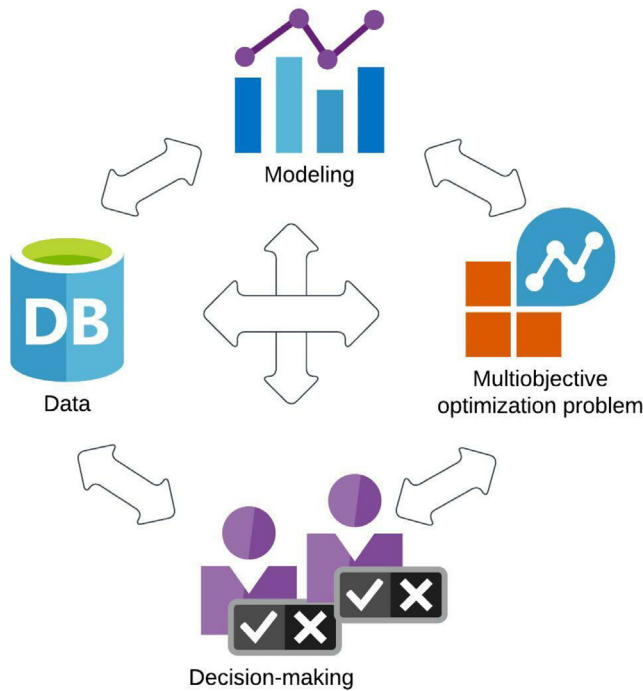 Modeling
DB
Data
Multiobjective
optimization problem
Decision-making